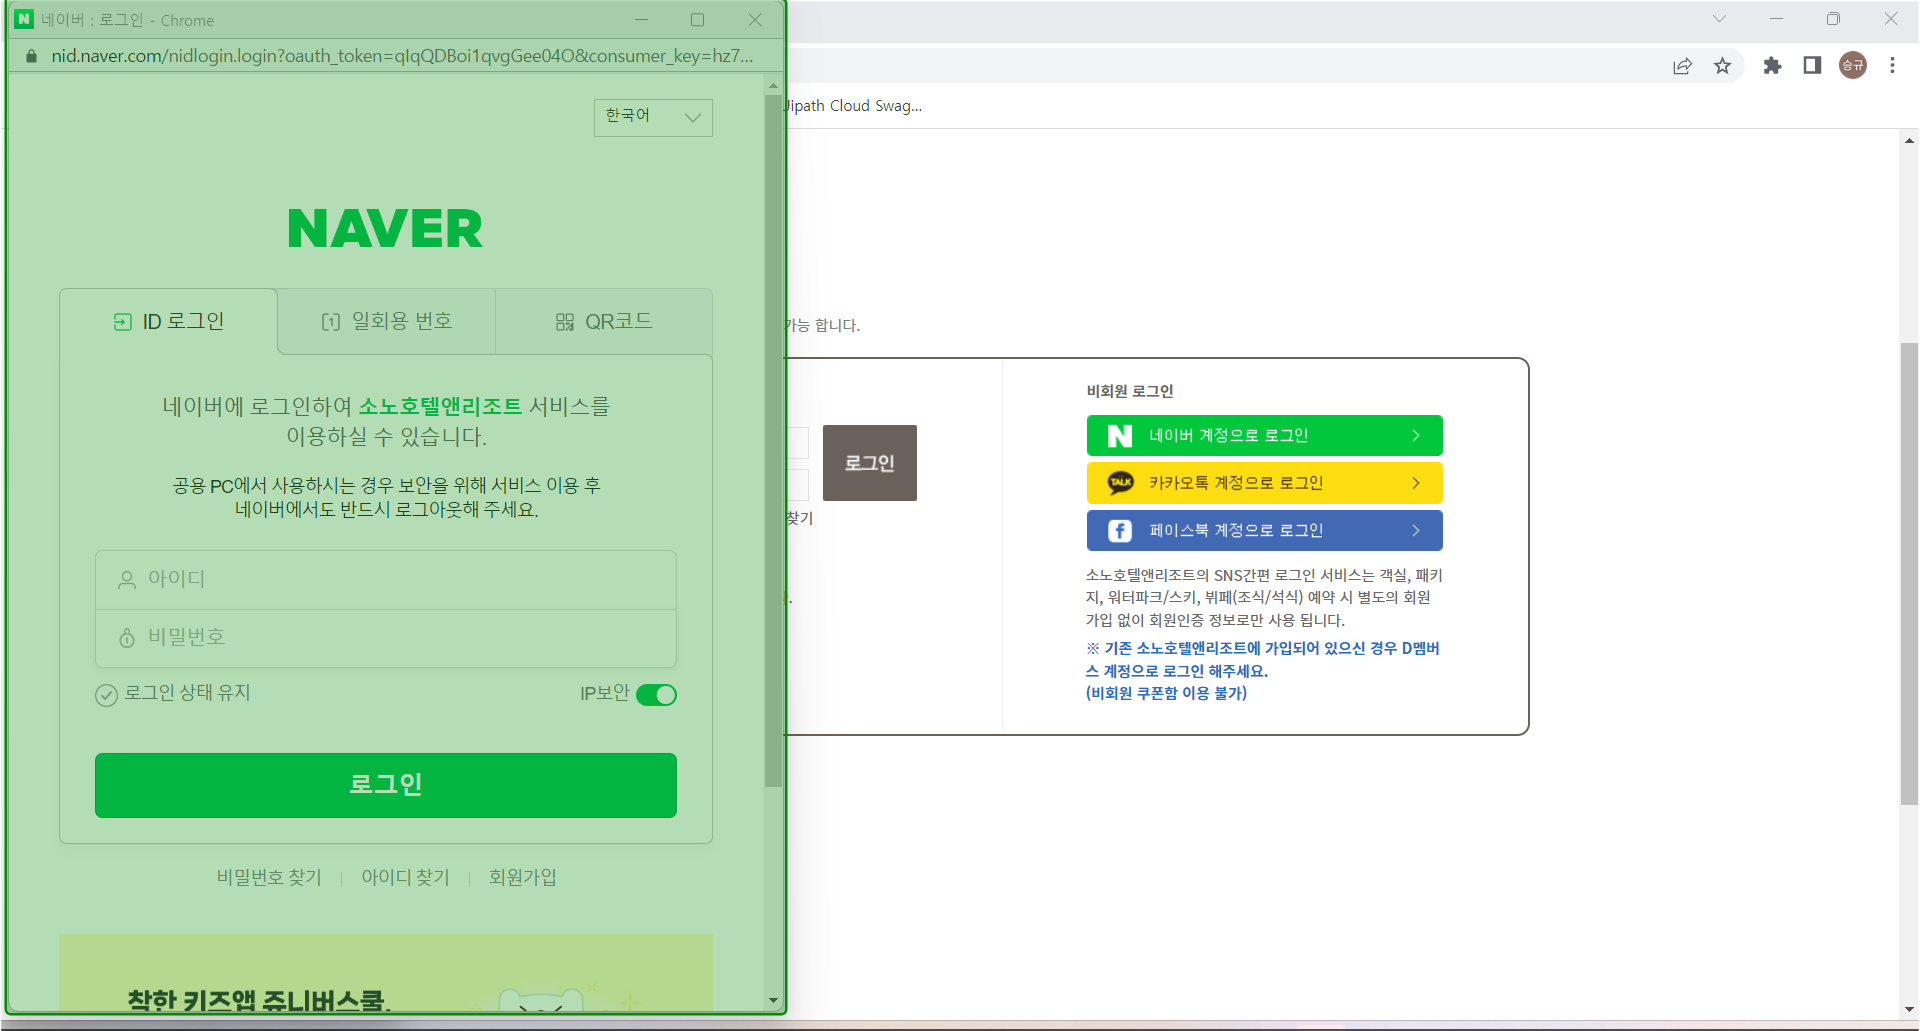 네이버 : 로그인 - Chrome
nid.naver.com/nidlogin.login?oauth_token=qIqQDBoi1qvgGee04O&consumer_key=hz7...
한국어
NAVER
ID 로그인
일회용 번호
QR코드
네이버에 로그인하여 소노호텔앤리조트 서비스를
이용하실 수 있습니다.
공용 PC에서 사용하시는 경우 보안을 위해 서비스 이용 후
네이버에서도 반드시 로그아웃해 주세요.
아이디
비밀번호
로그인 상태 유지
IP보안
로그인
비밀번호 찾기
아이디 찾기
회원가입
착한 키즈앱 쥬니버스쿨.
승규
Jipath Cloud Swag...
가능 합니다.
로그인
찾기
비회원 로그인
N 네이버 계정으로 로그인
TALK 카카오톡 계정으로 로그인
f 페이스북 계정으로 로그인
소노호텔앤리조트의 SNS간편 로그인 서비스는 객실, 패키
지, 워터파크/스키, 뷔페(조식/석식) 예약 시 별도의 회원
가입 없이 회원인증 정보로만 사용 됩니다.
※ 기존 소노호텔앤리조트에 가입되어 있으신 경우 D멤버
스 계정으로 로그인 해주세요.
(비회원 쿠폰함 이용 불가)